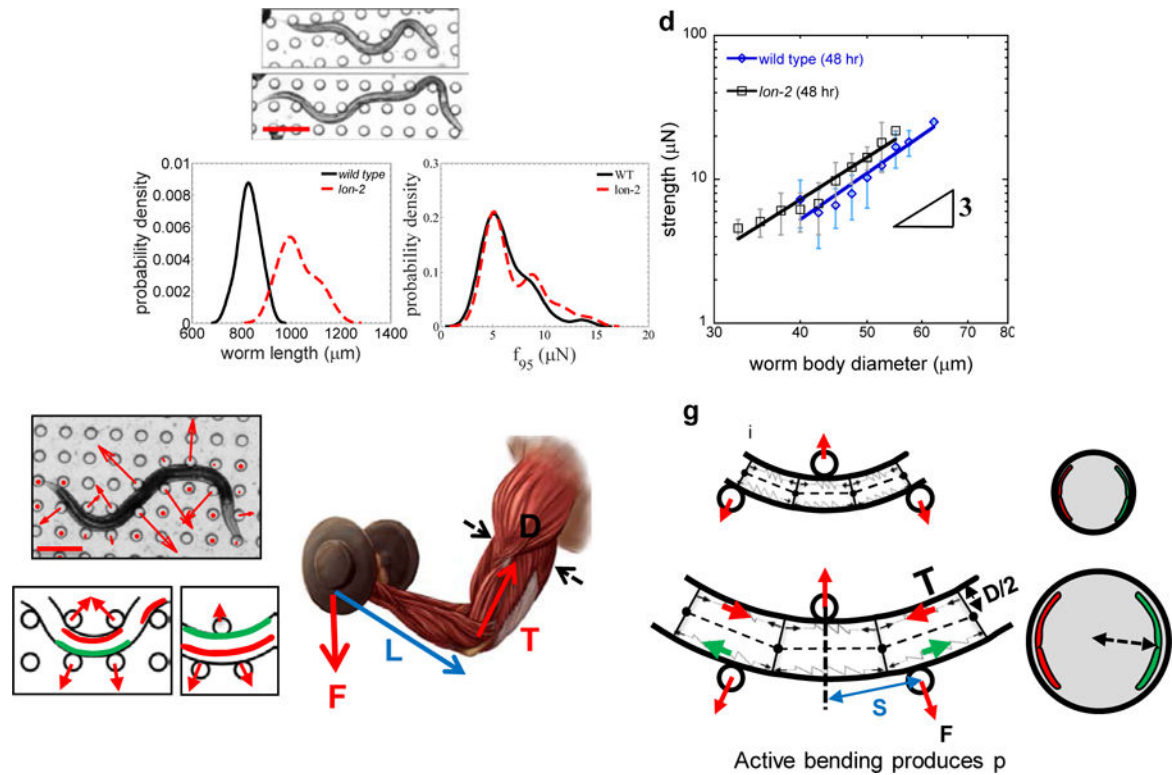 d
100
10
1
strength (µN)
wild type (48 hr)
lon-2 (48 hr)
3
30 40 50 60 70 80
worm body diameter (µm)
0.01
0.008
0.006
0.004
0.002
0
probability density
wild type
lon-2
600 800 1000 1200 1400
worm length (µm)
0.3
0.2
0.1
0
probability density
WT
lon-2
0 5 10 15 20
f95 (µN)
D
L
T
F
g
i
T
D/2
S
F
Active bending produces p